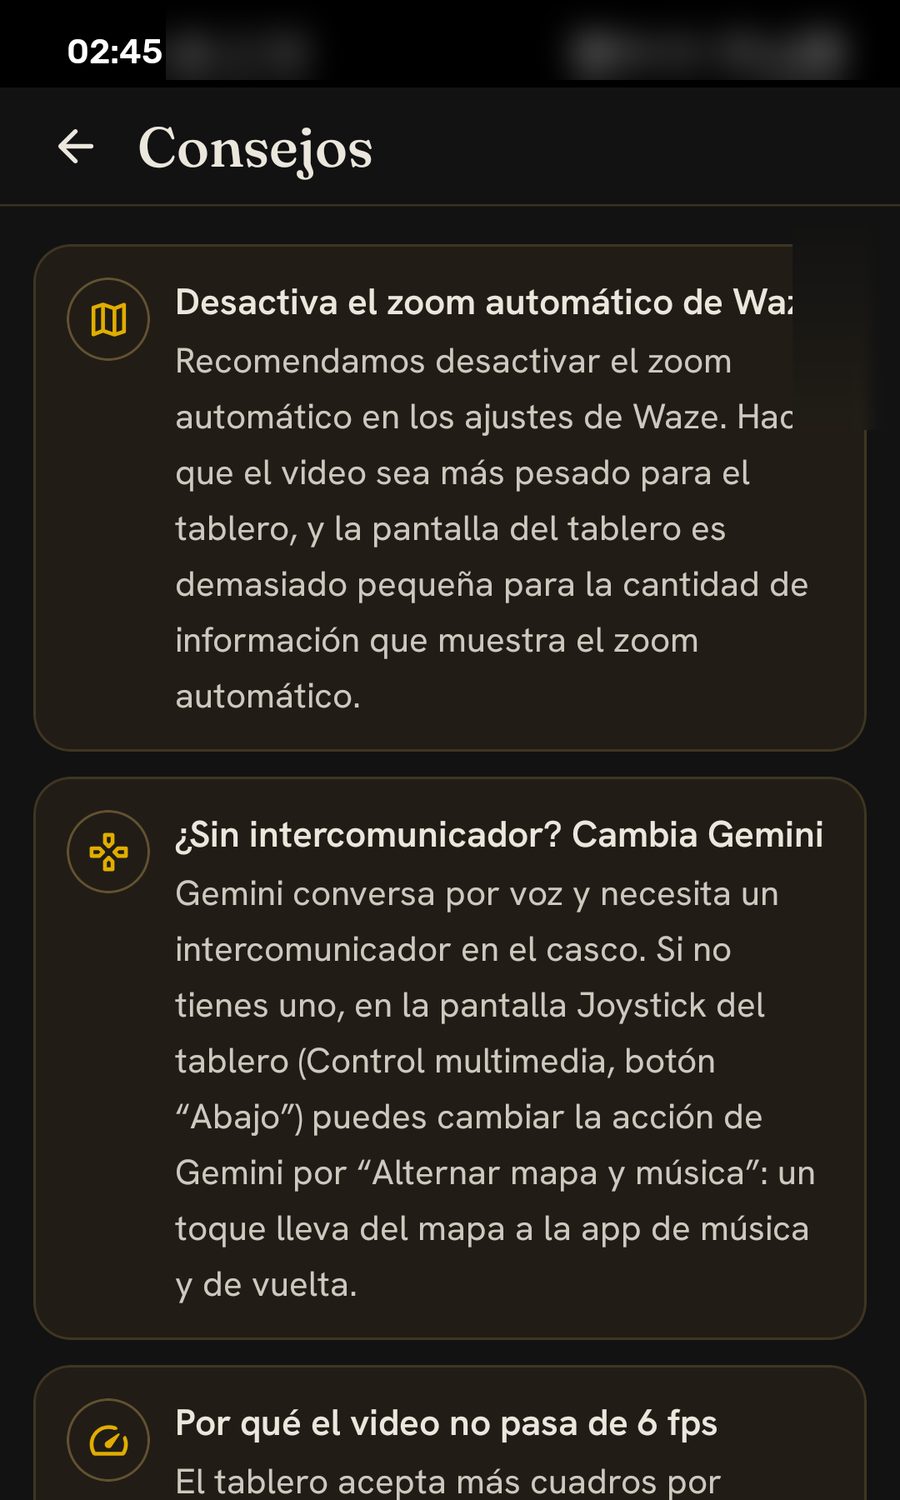 02:45
Consejos
Desactiva el zoom automático de
Recomendamos desactivar el zoom
automático en los ajustes de Waze.
que el video sea más pesado para el
tablero, y la pantalla del tablero es
demasiado pequeña para la cantidad de
información que muestra el zoom
automático.
¿Sin intercomunicador? Cambia Gemini
Gemini conversa por voz y necesita un
intercomunicador en el casco. Si no
tienes uno, en la pantalla Joystick del
tablero (Control multimedia, botón
“Abajo”) puedes cambiar la acción de
Gemini por “Alternar mapa y música”: un
toque lleva del mapa a la app de música
y de vuelta.
Por qué el video no pasa de 6 fps
El tablero acepta más cuadros por